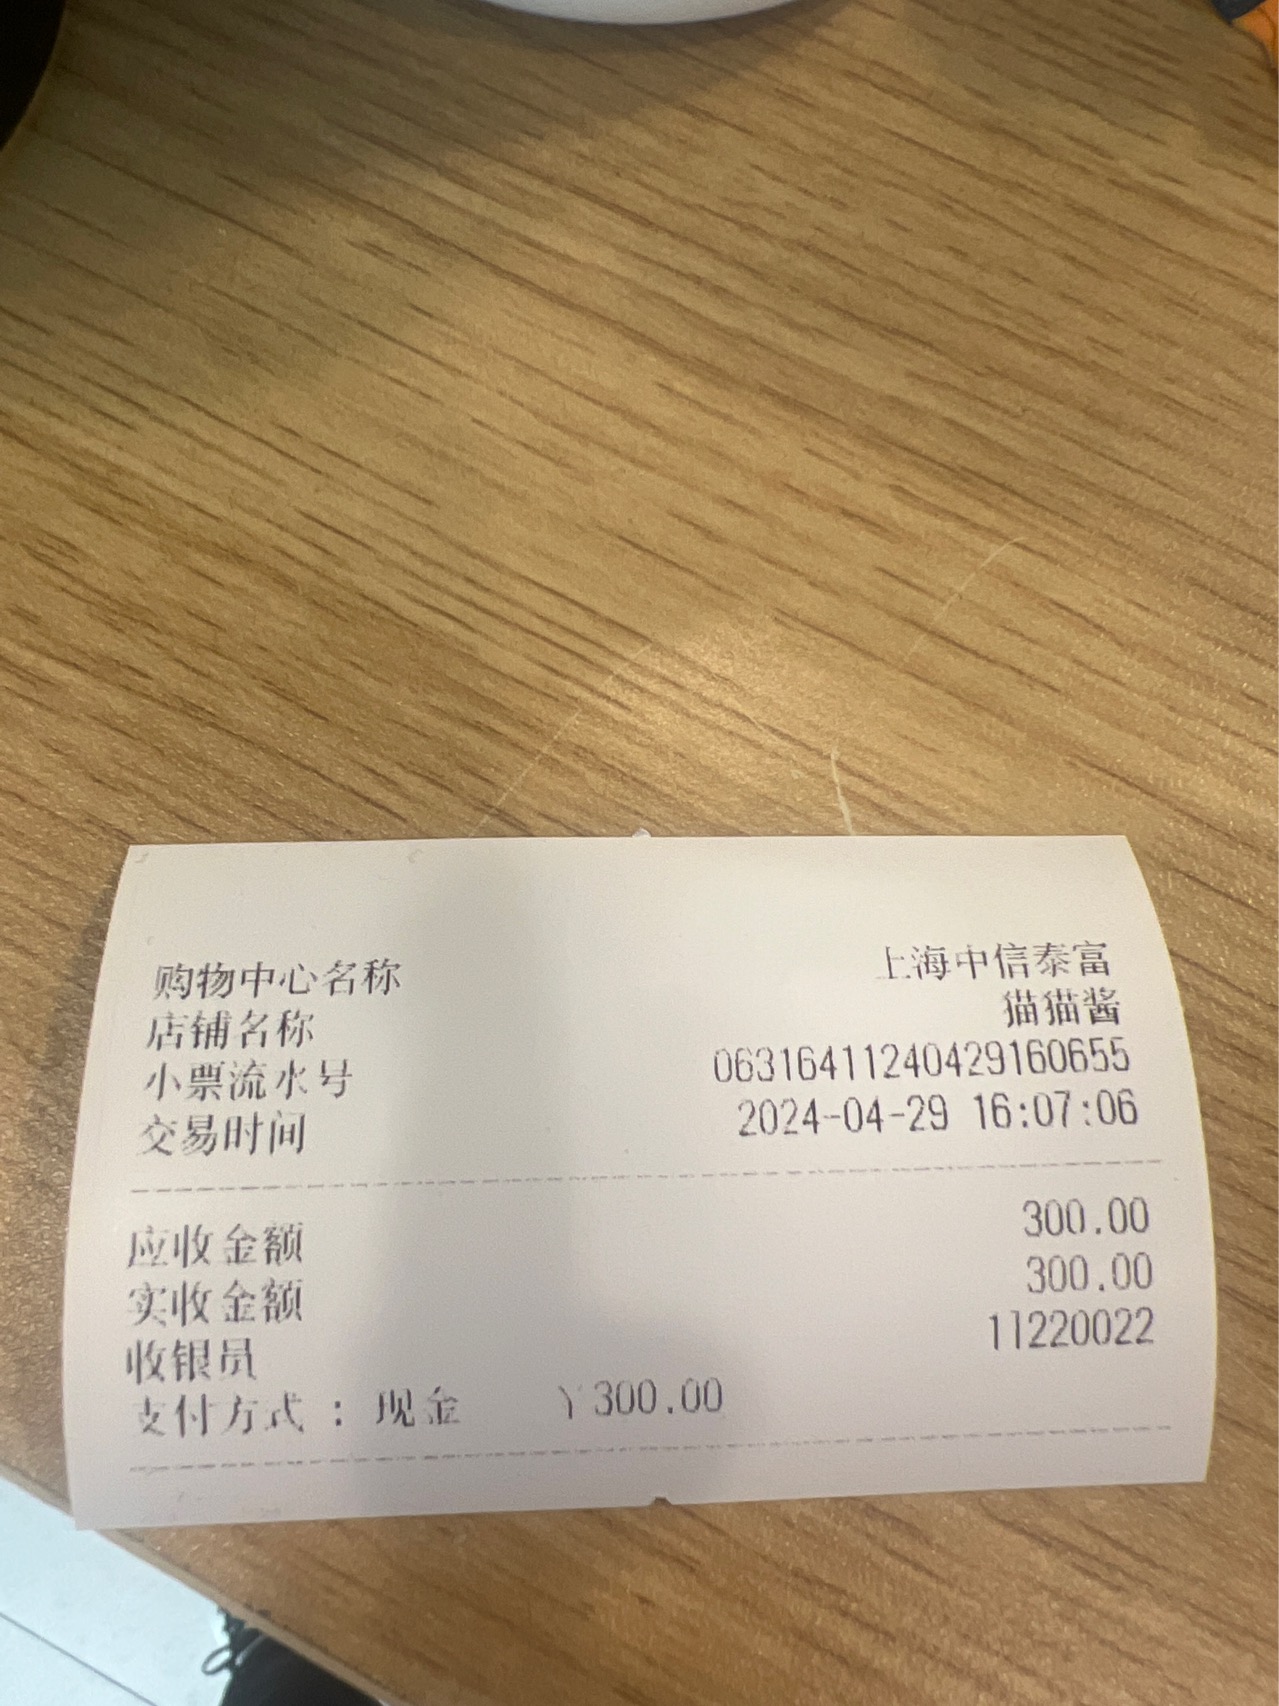 购物中心名称 上海中信泰富
店铺名称 猫猫酱
小票流水号 06316411240429160655
交易时间 2024-04-29 16:07:06
应收金额 300.00
实收金额 300.00
收银员 11220022
支付方式 : 现金 ¥300.00